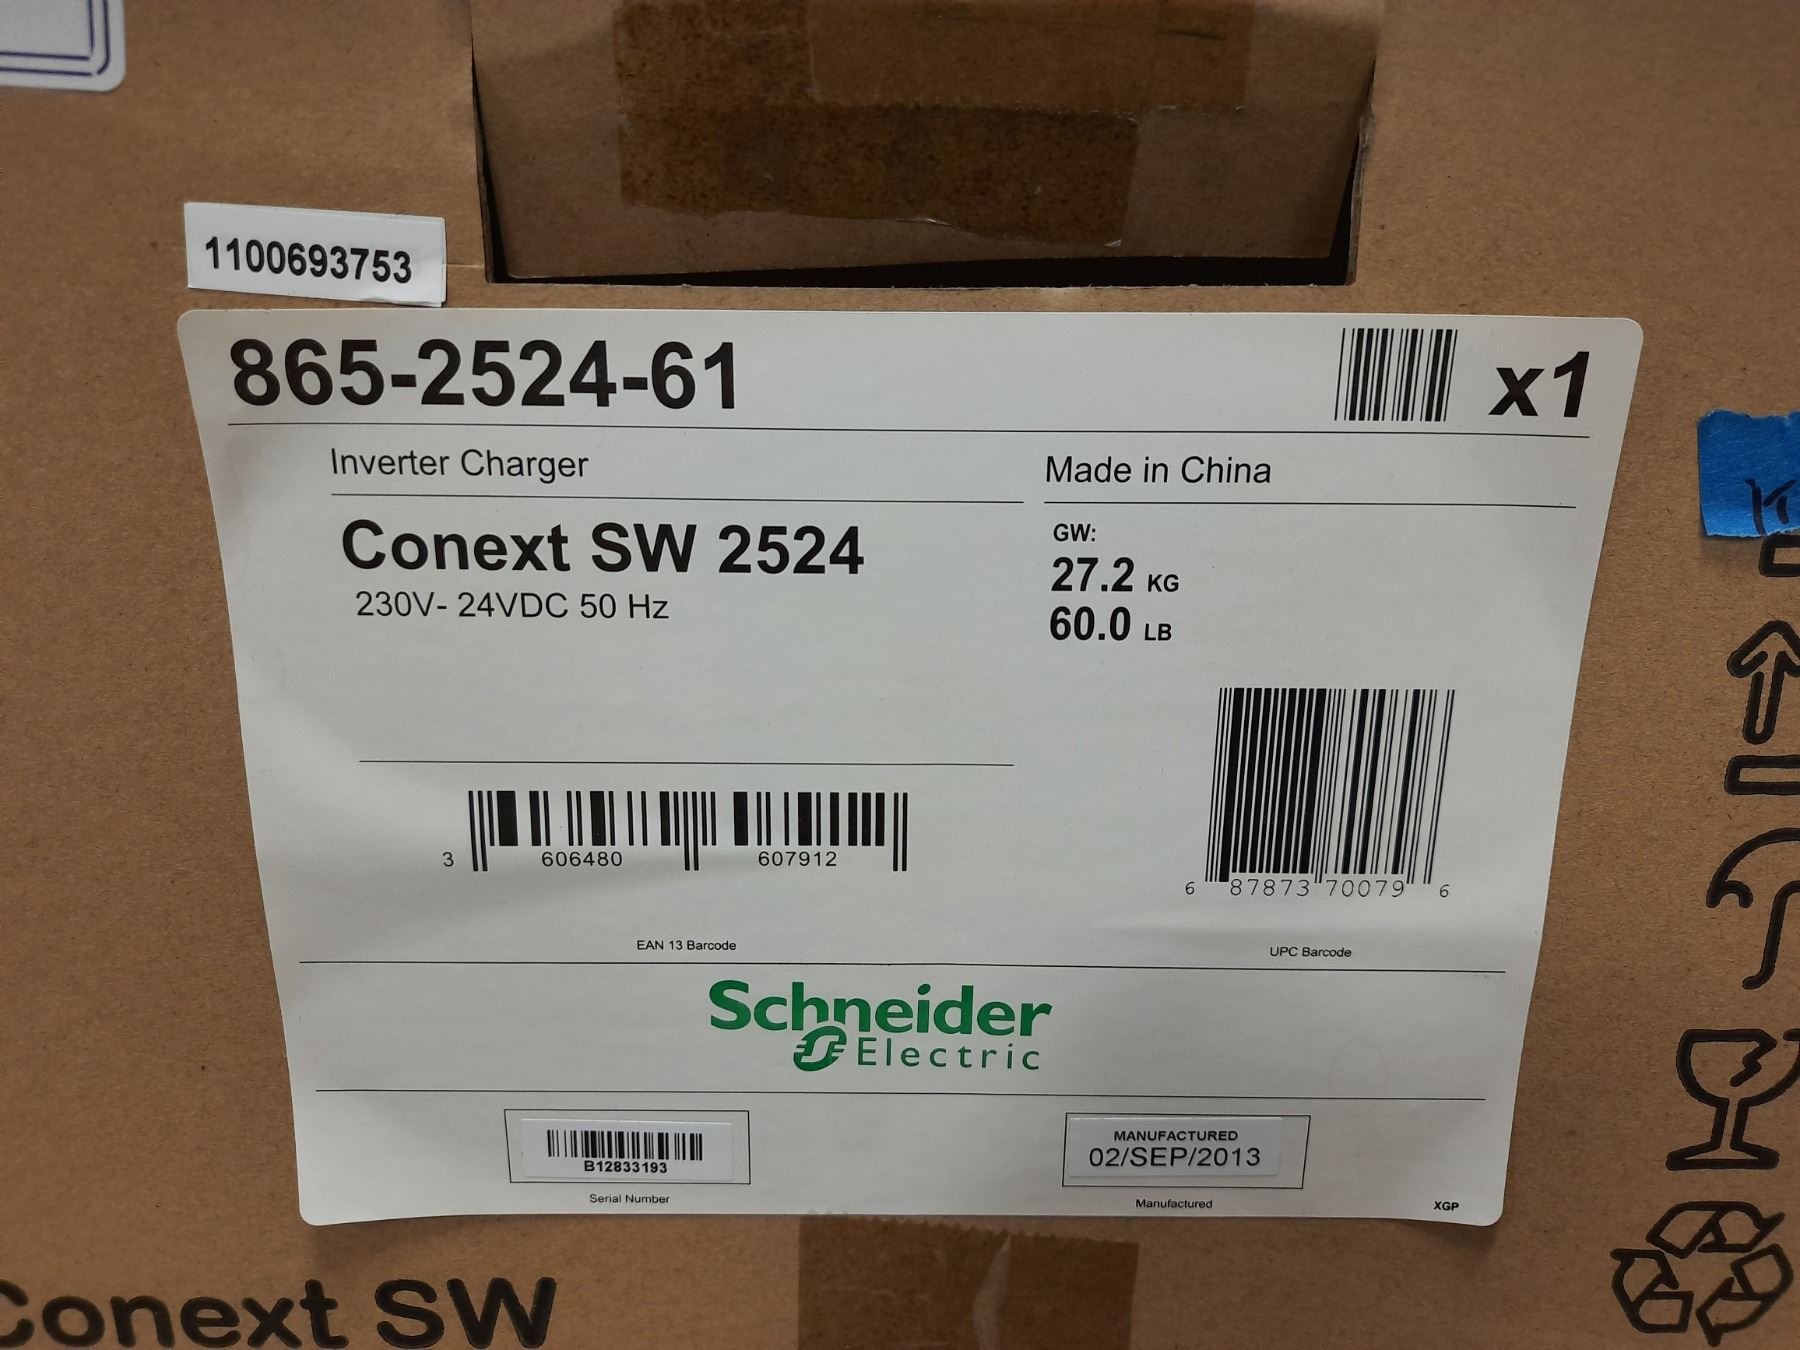 1100693753
865-2524-61
x1
Inverter Charger
Made in China
Conext SW 2524
230V- 24VDC 50 Hz
GW:
27.2 KG
60.0 LB
3 606480 607912
EAN 13 Barcode
6 87873 70079 6
UPC Barcode
Schneider
Electric
B12833193
Serial Number
MANUFACTURED
02/SEP/2013
Manufactured
XGP
Conext SW